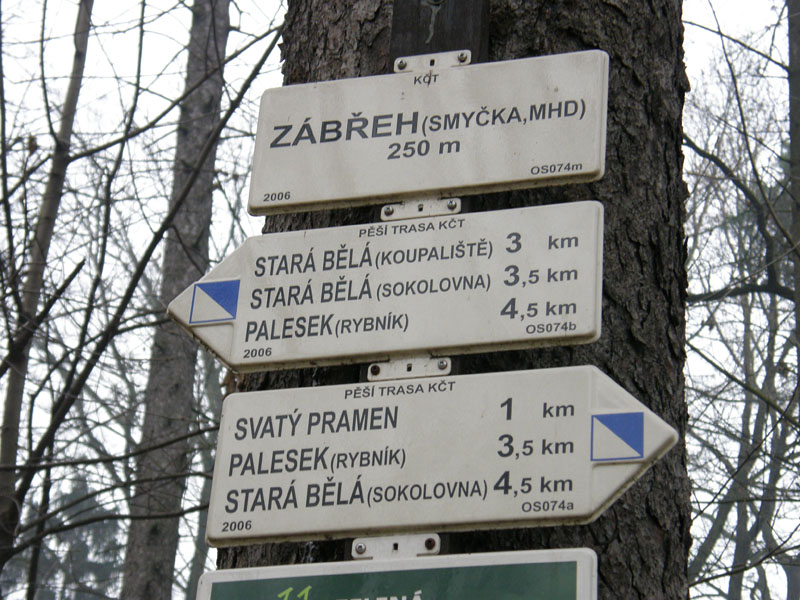 KČT
ZÁBŘEH(SMYČKA,MHD)
250 m
2006 OS074m
PĚŠÍ TRASA KČT
STARÁ BĚLÁ(KOUPALIŠTĚ) 3 km
STARÁ BĚLÁ(SOKOLOVNA) 3,5 km
PALESEK(RYBNÍK) 4,5 km
2006 OS074b
PĚŠÍ TRASA KČT
SVATÝ PRAMEN 1 km
PALESEK(RYBNÍK) 3,5 km
STARÁ BĚLÁ(SOKOLOVNA) 4,5 km
2006 OS074a
11